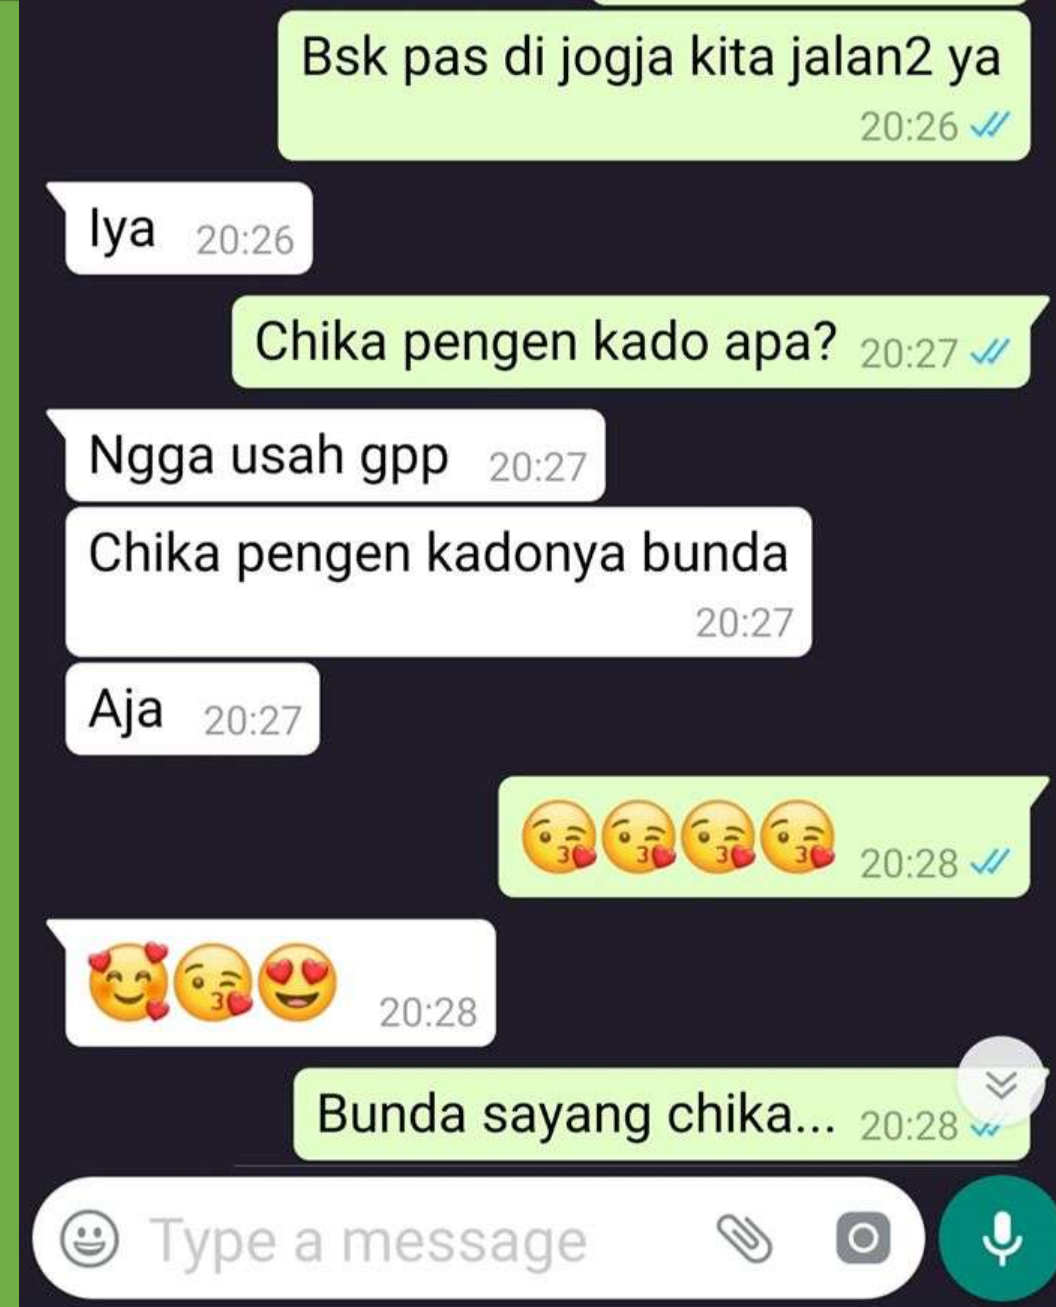 Bsk pas di jogja kita jalan2 ya
20:26
Iya 20:26
Chika pengen kado apa? 20:27
Ngga usah gpp 20:27
Chika pengen kadonya bunda
20:27
Aja 20:27
20:28
20:28
Bunda sayang chika... 20:28
Type a message